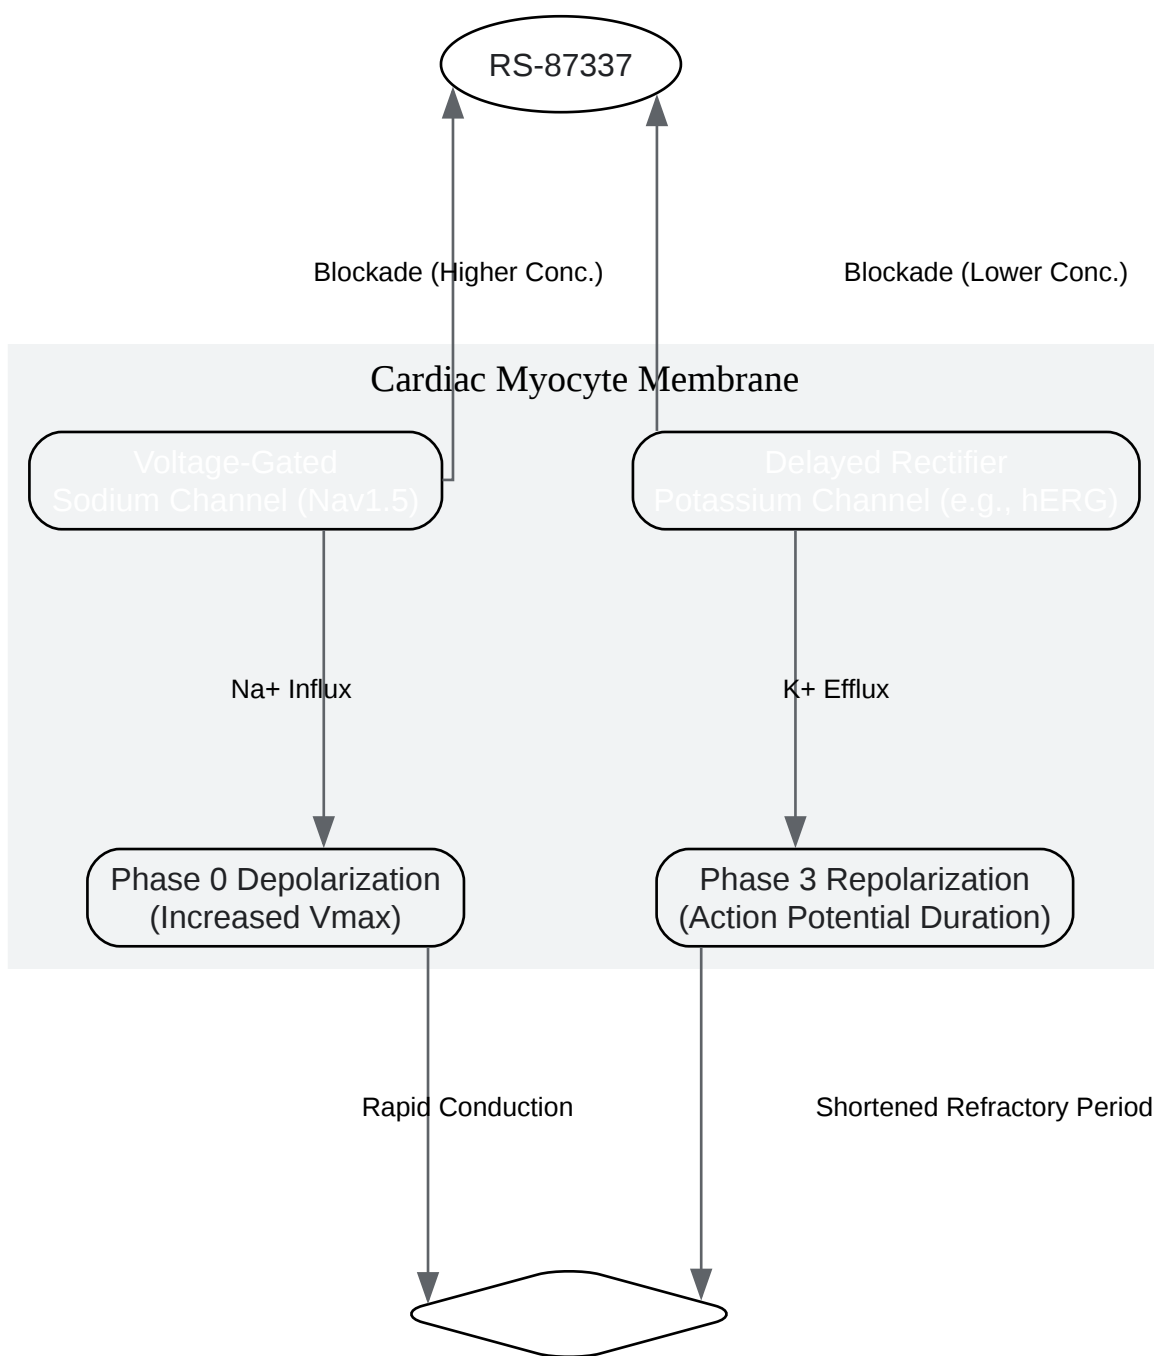 RS-87337
Blockade (Higher Conc.)
Blockade (Lower Conc.)
Cardiac Myocyte Membrane
Voltage-Gated
Sodium Channel (Nav1.5)
Delayed Rectifier
Potassium Channel (e.g., hERG)
Na+ Influx
K+ Efflux
Phase 0 Depolarization
(Increased Vmax)
Phase 3 Repolarization
(Action Potential Duration)
Rapid Conduction
Shortened Refractory Period